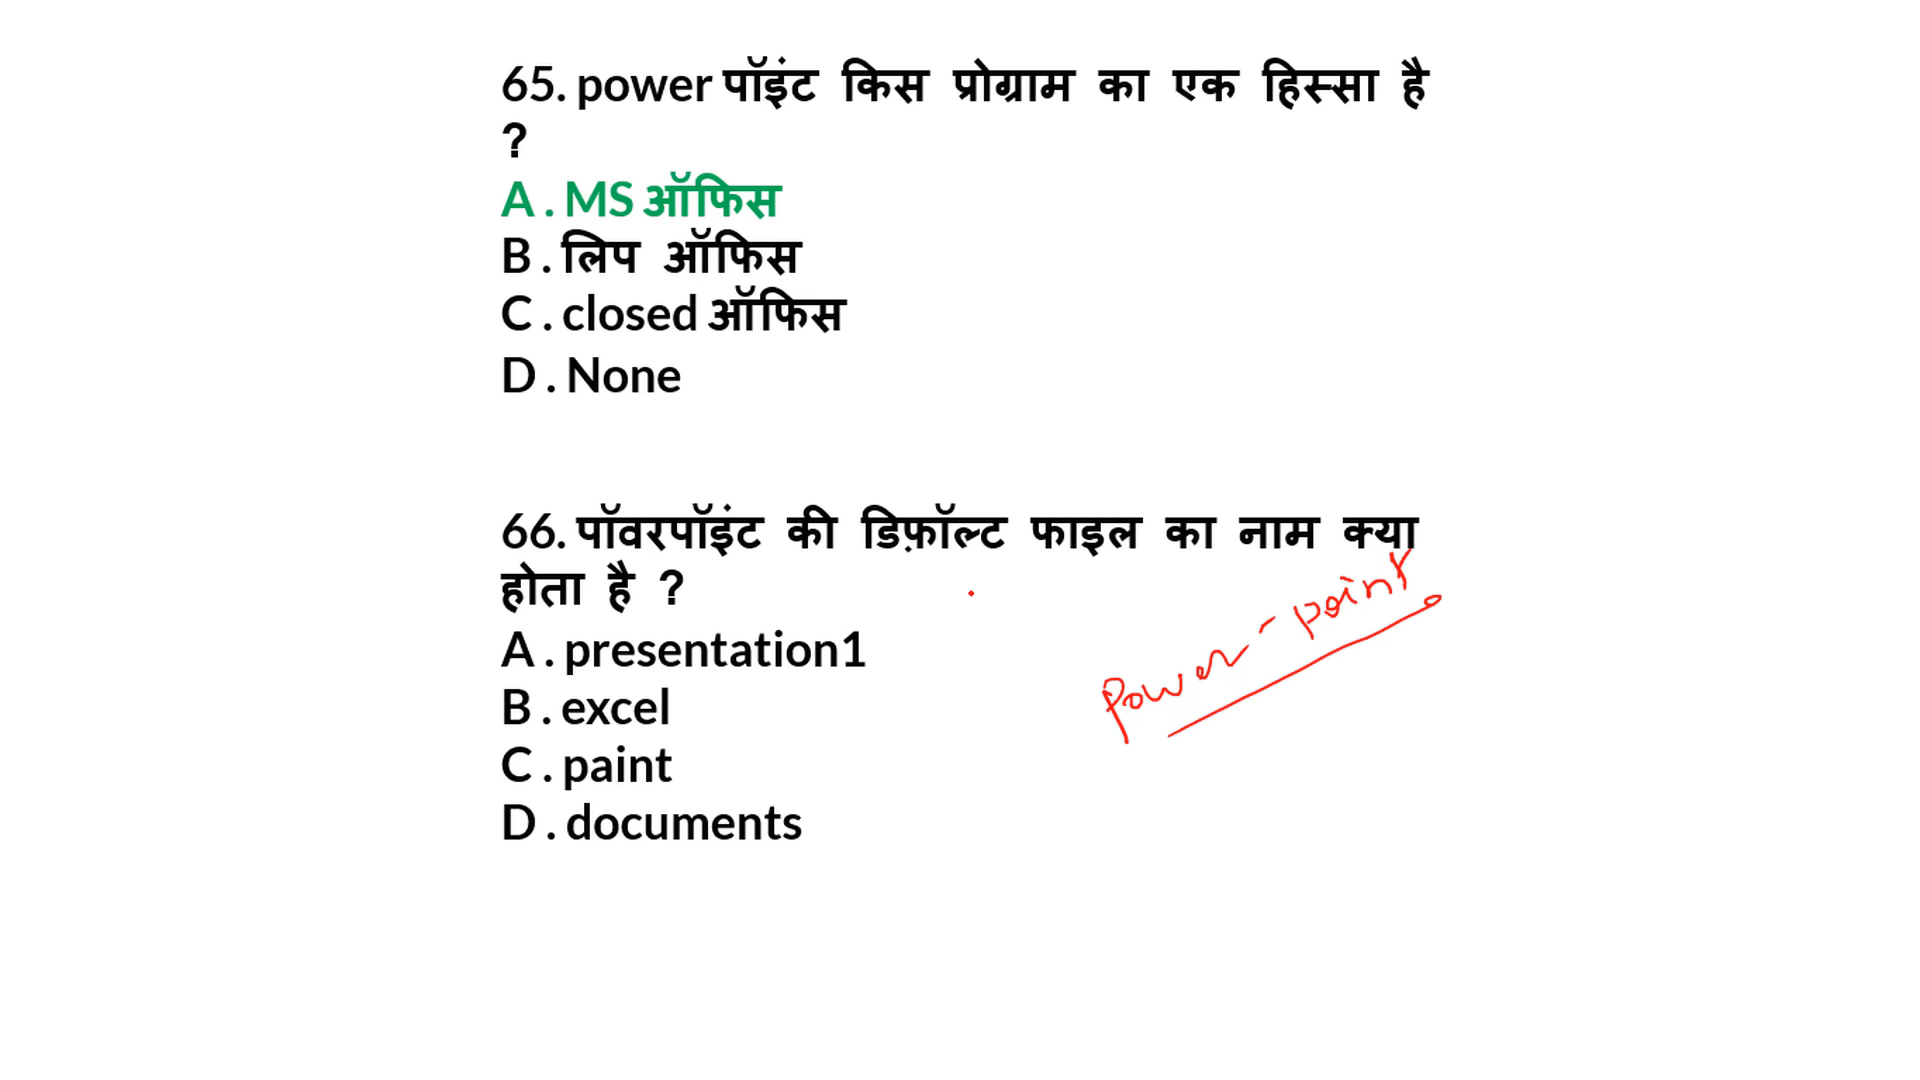 65. power पॉइंट किस प्रोग्राम का एक हिस्सा है
?
A . MS ऑफिस
B . लिप ऑफिस
C . closed ऑफिस
D . None
66. पॉवरपॉइंट की डिफ़ॉल्ट फाइल का नाम क्या
होता है ?
A . presentation1
B . excel
C . paint
D . documents
Power - point